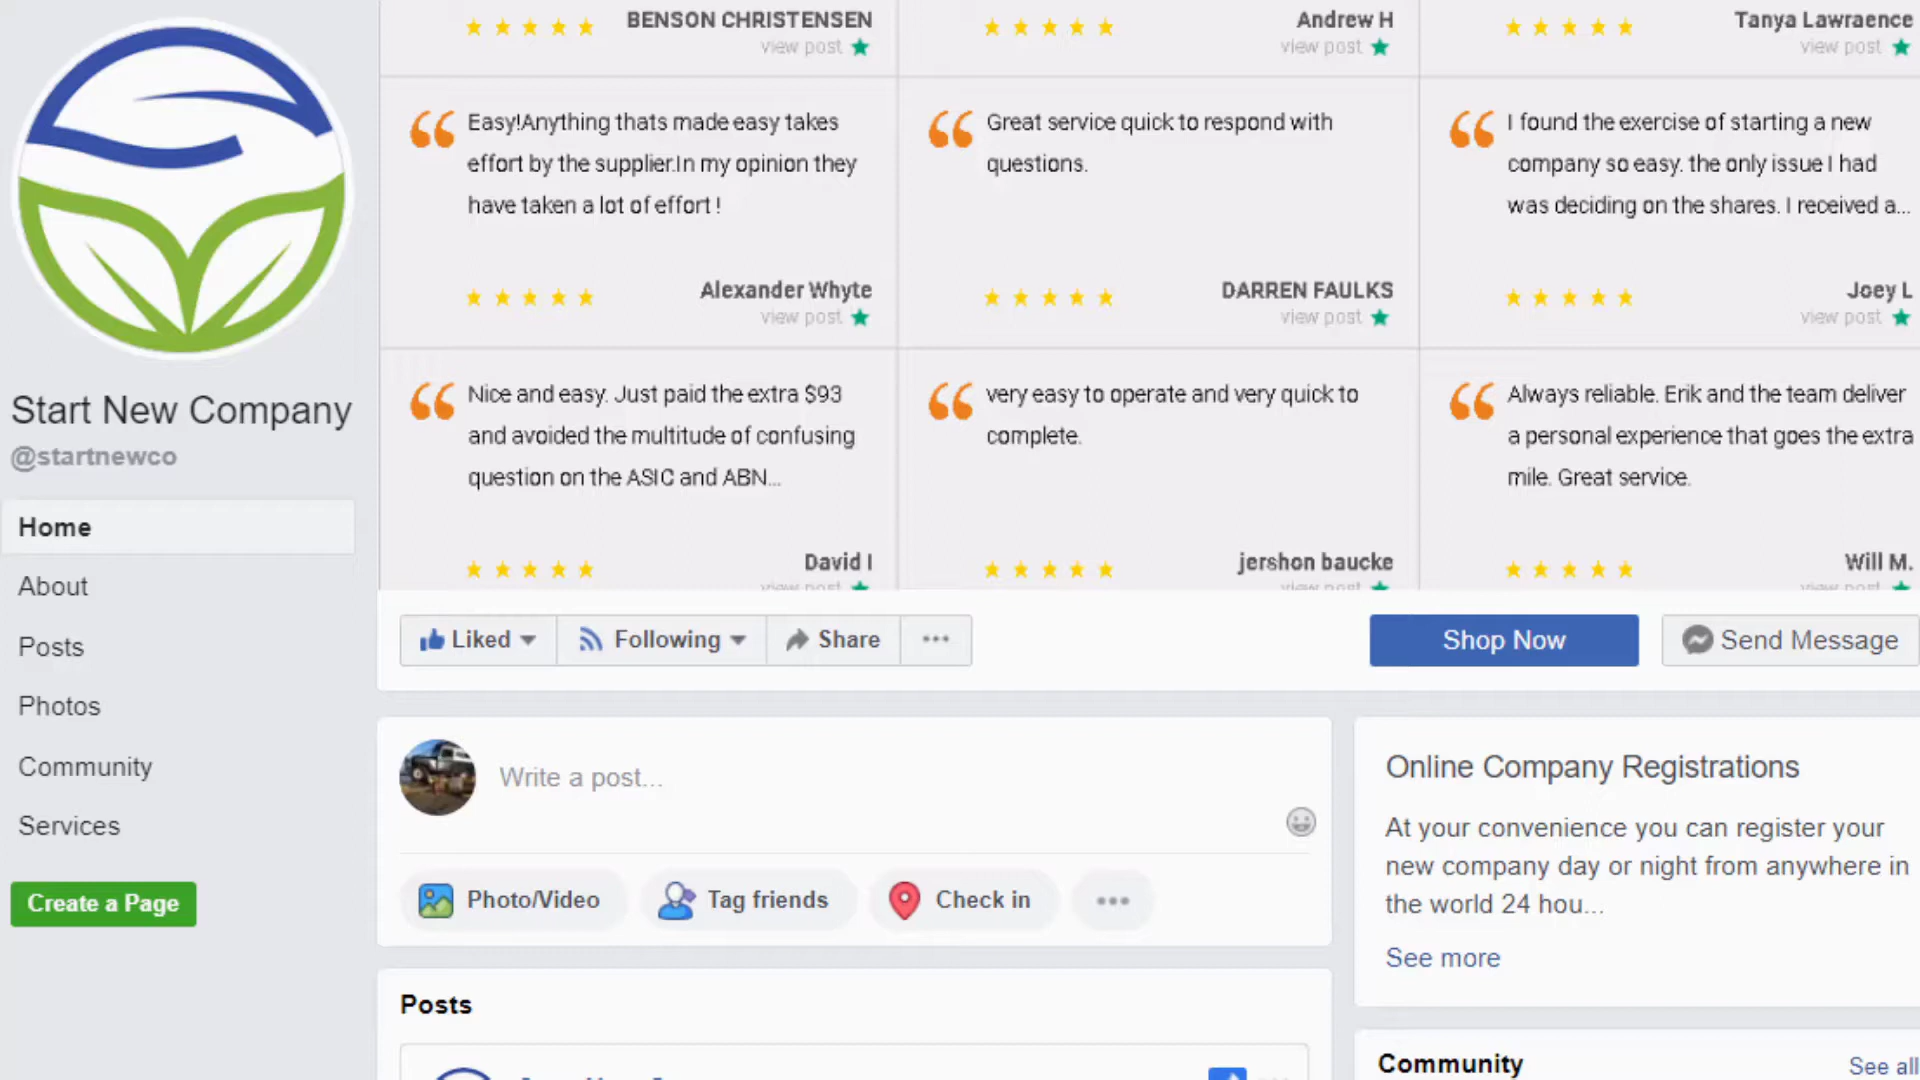 BENSON CHRISTENSEN
view post
Andrew H
view post
Tanya Lawraence
view post
Easy!Anything thats made easy takes
effort by the supplier.In my opinion they
have taken a lot of effort !
Alexander Whyte
view post
Great service quick to respond with
questions.
DARREN FAULKS
view post
I found the exercise of starting a new
company so easy. the only issue I had
was deciding on the shares. I received a...
Joey L
view post
Nice and easy. Just paid the extra $93
and avoided the multitude of confusing
question on the ASIC and ABN...
David I
view post
very easy to operate and very quick to
complete.
jershon baucke
view post
Always reliable. Erik and the team deliver
a personal experience that goes the extra
mile. Great service.
Will M.
view post
Start New Company
@startnewco
Home
About
Posts
Photos
Community
Services
Create a Page
Liked
Following
Share
Shop Now
Send Message
Write a post...
Photo/Video
Tag friends
Check in
Posts
Online Company Registrations
At your convenience you can register your
new company day or night from anywhere in
the world 24 hou...
See more
Community
See all